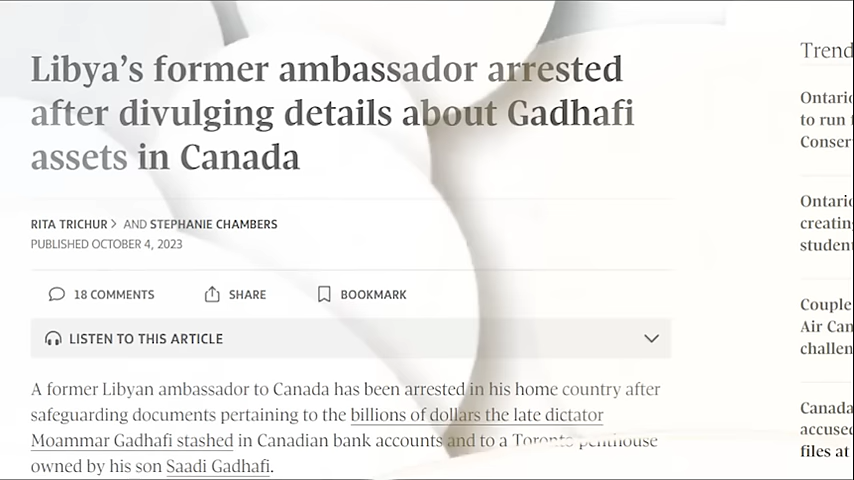 Libya's former ambassador arrested
after divulging details about Gadhafi
assets in Canada
RITA TRICHUR > AND STEPHANIE CHAMBERS
PUBLISHED OCTOBER 4, 2023
18 COMMENTS
SHARE
BOOKMARK
LISTEN TO THIS ARTICLE
A former Libyan ambassador to Canada has been arrested in his home country after
safeguarding documents pertaining to the billions of dollars the late dictator
Moammar Gadhafi stashed in Canadian bank accounts and to a Toronto penthouse
owned by his son Saadi Gadhafi.
Trend
Ontario
to run
Conser
Ontario
creating
student
Couple
Air Can
challen
Canada
accused
files at